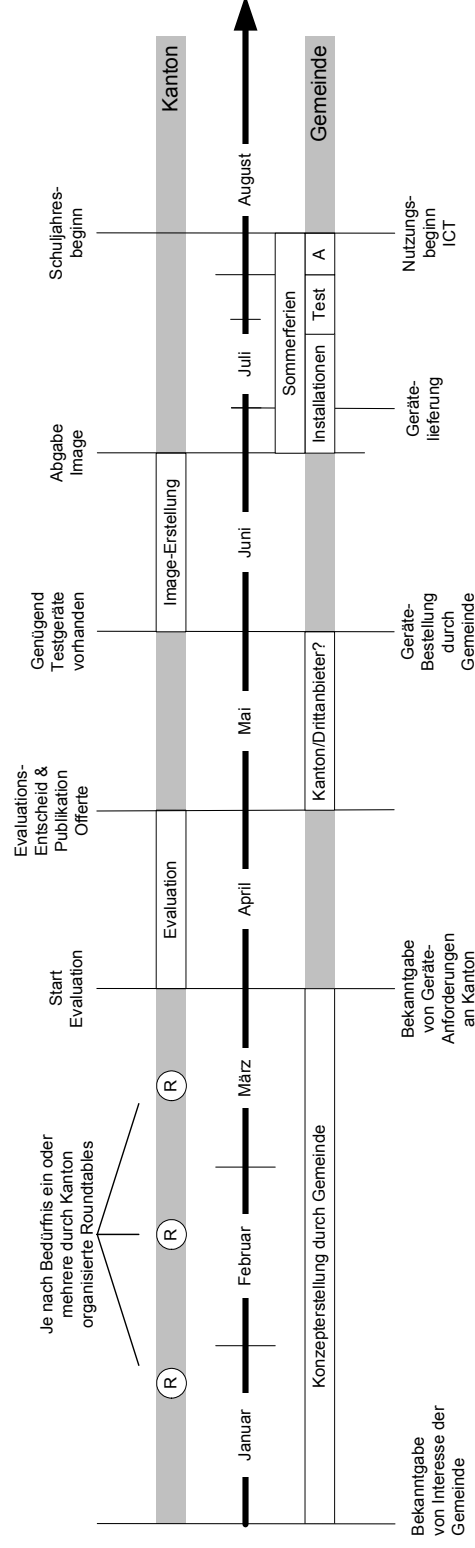 Je nach Bedürfnis ein oder
mehrere durch Kanton
organisierte Roundtables
Start
Evaluation
Evaluations-
Entscheid &
Publikation
Offerte
Genügend
Testgeräte
vorhanden
Abgabe
Image
Schuljahres-
beginn
R
R
R
Evaluation
Image-Erstellung
Kanton
Januar
Februar
März
April
Mai
Juni
Juli
August
Sommerferien
Konzepterstellung durch Gemeinde
Kanton/Drittanbieter?
Installationen
Test
A
Gemeinde
Bekanntgabe
von Interesse der
Gemeinde
Bekanntgabe
von Geräte-
Anforderungen
an Kanton
Geräte-
Bestellung
durch
Gemeinde
Geräte-
lieferung
Nutzungs-
beginn
ICT